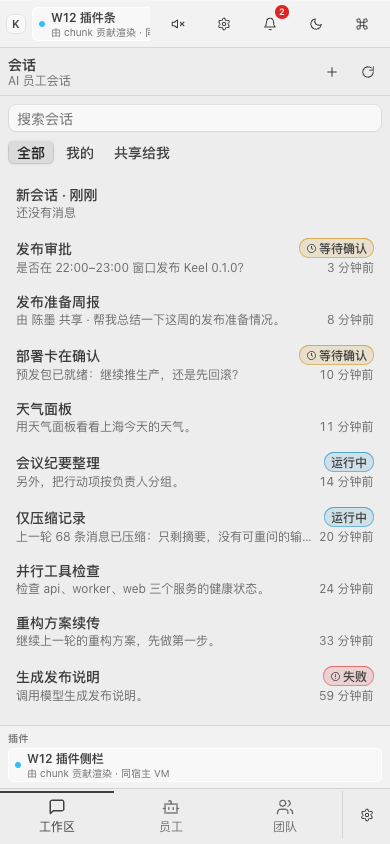 K
W12 插件条
由 chunk 贡献渲染 · 同
2
会话
AI 员工会话
搜索会话
全部 我的 共享给我
新会话 · 刚刚
还没有消息
发布审批 等待确认
是否在 22:00–23:00 窗口发布 Keel 0.1.0? 3 分钟前
发布准备周报
由 陈墨 共享 · 帮我总结一下这周的发布准备情况。 8 分钟前
部署卡在确认 等待确认
预发包已就绪：继续推生产，还是先回滚? 10 分钟前
天气面板
用天气面板看看上海今天的天气。 11 分钟前
会议纪要整理 运行中
另外，把行动项按负责人分组。 14 分钟前
仅压缩记录 运行中
上一轮 68 条消息已压缩：只剩摘要，没有可重问的输... 20 分钟前
并行工具检查
检查 api、worker、web 三个服务的健康状态。 24 分钟前
重构方案续传
继续上一轮的重构方案，先做第一步。 33 分钟前
生成发布说明 失败
调用模型生成发布说明。 59 分钟前
插件
W12 插件侧栏
由 chunk 贡献渲染 · 同宿主 VM
工作区 员工 团队